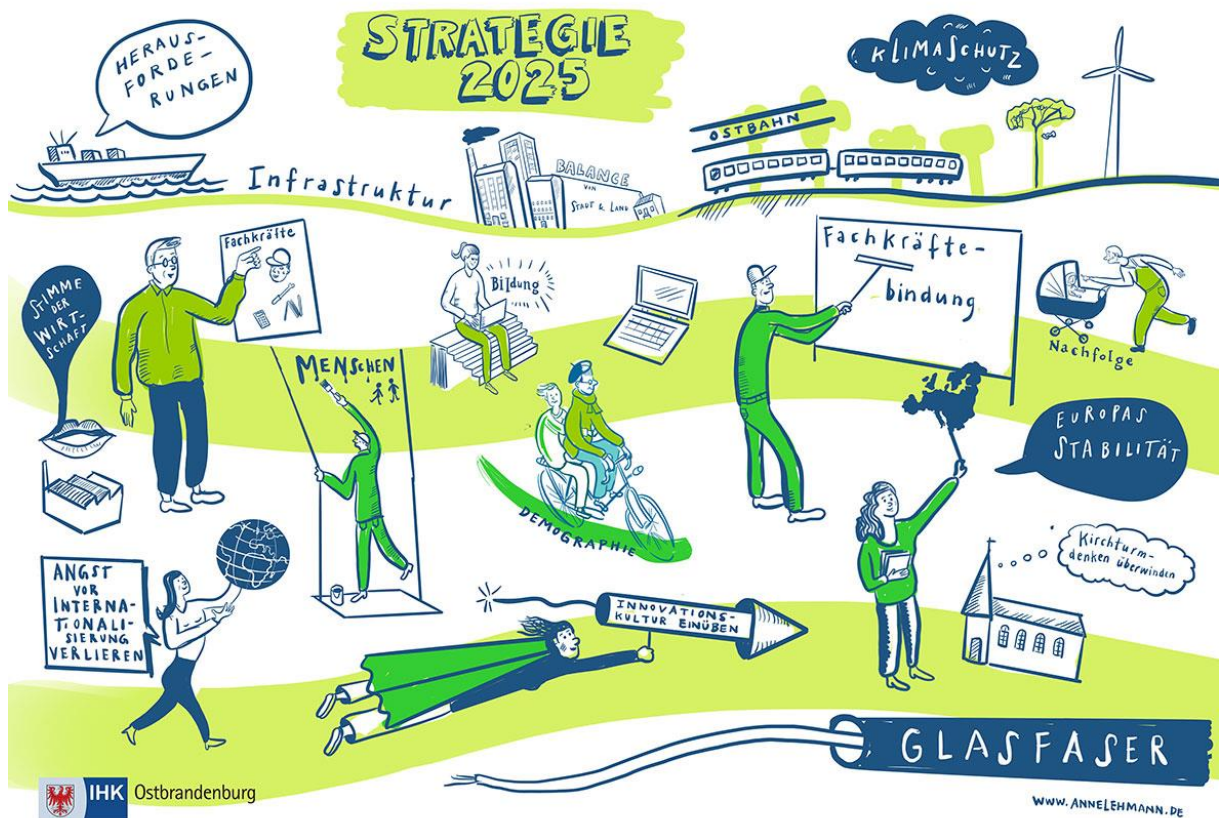 STRATEGIE
2025
HERAUS-
FORDE-
RUNGEN
KLIMASCHUTZ
OSTBAHN
Infrastruktur
BALANCE
VON
STADT & LAND
Fachkräfte
STIMME
DER
WIRT-
SCHAFT
Bildung
Fachkräfte-
bindung
Nachfolge
MENSCHEN
EUROPAS
STABILITÄT
DEMOGRAPHIE
Kirchturm-
denken überwinden
ANGST
VOR
INTERNA-
TIONALI-
SIERUNG
VERLIEREN
INNOVATIONS-
KULTUR EINÜBEN
GLASFASER
IHK Ostbrandenburg
WWW.ANNELEHMANN.DE